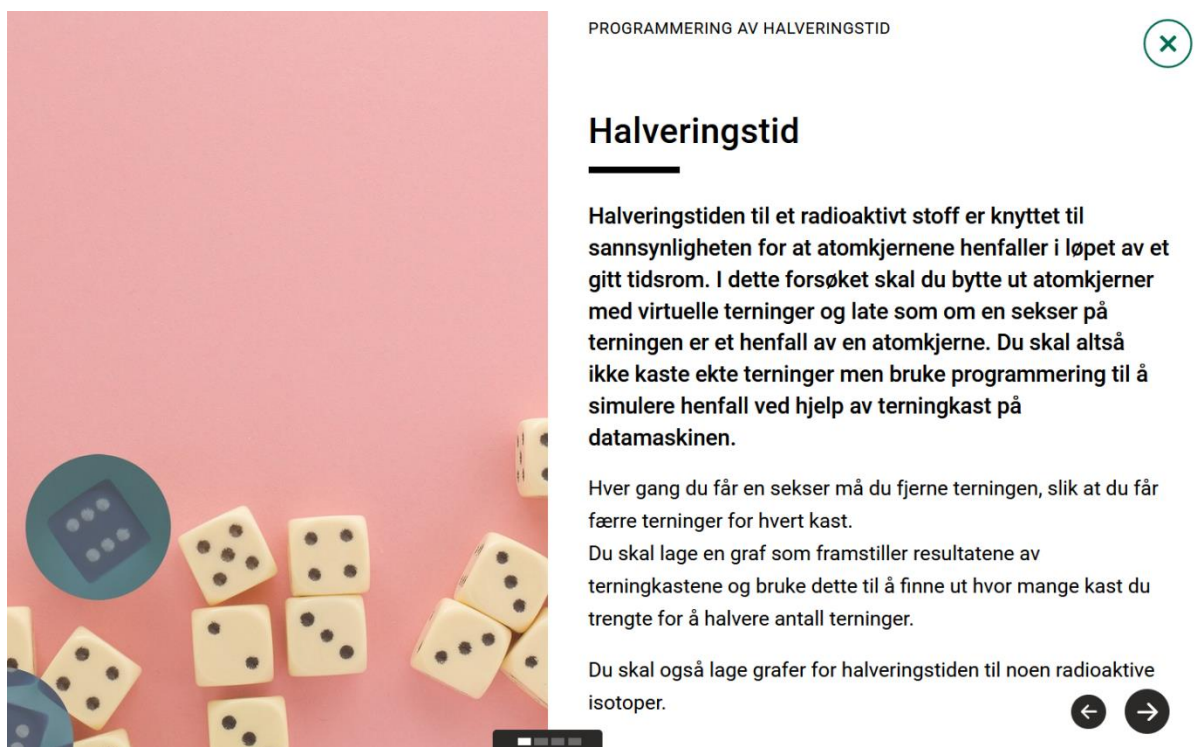 PROGRAMMERING AV HALVERINGSTID
Halveringstid
Halveringstiden til et radioaktivt stoff er knyttet til
sannsynligheten for at atomkjernene henfaller i løpet av et
gitt tidsrom. I dette forsøket skal du bytte ut atomkjerner
med virtuelle terninger og late som om en sekser på
terningen er et henfall av en atomkjerne. Du skal altså
ikke kaste ekte terninger men bruke programmering til å
simulere henfall ved hjelp av terningkast på
datamaskinen.
Hver gang du får en sekser må du fjerne terningen, slik at du får
færre terninger for hvert kast.
Du skal lage en graf som framstiller resultatene av
terningkastene og bruke dette til å finne ut hvor mange kast du
trengte for å halvere antall terninger.
Du skal også lage grafer for halveringstiden til noen radioaktive
isotoper.